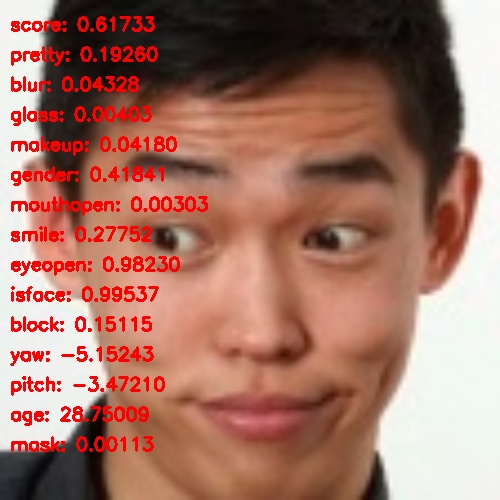 score: 0.61733
pretty: 0.19260
blur: 0.04328
glass: 0.00403
makeup: 0.04180
gender: 0.41841
mouthopen: 0.00303
smile: 0.27752
eyeopen: 0.98230
isface: 0.99537
block: 0.15115
yaw: -5.15243
pitch: -3.47210
age: 28.75009
mask: 0.00113